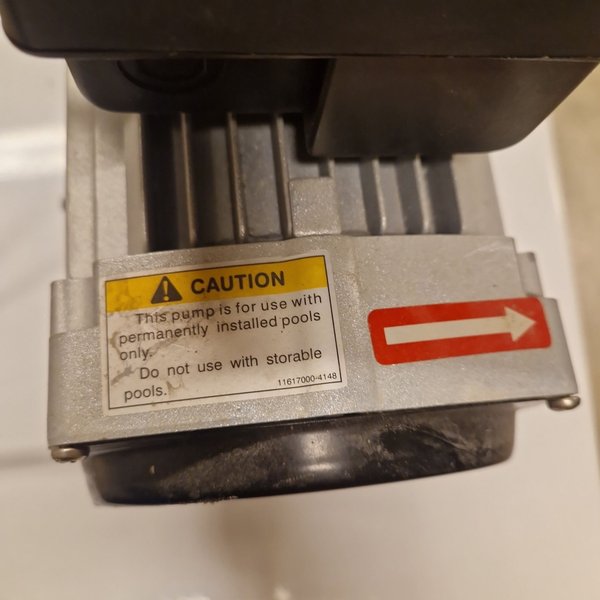 CAUTION
This pump is for use with
permanently installed pools
only.
Do not use with storable
pools.
11617000-4148